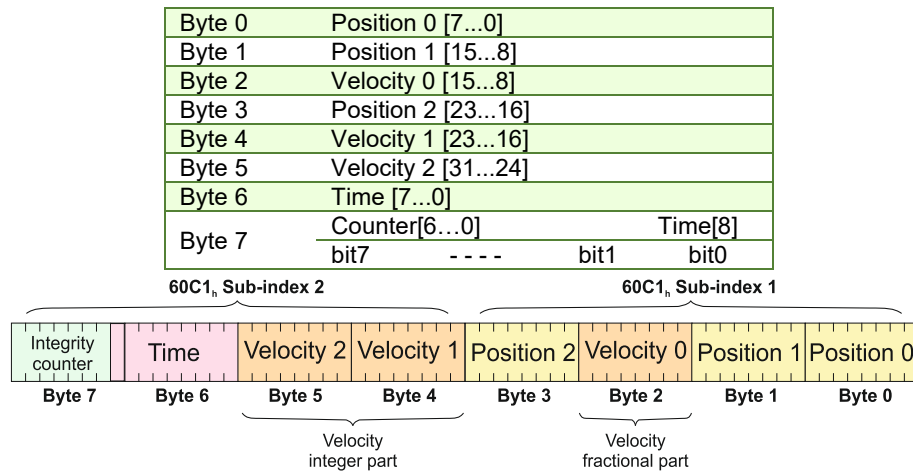 Byte 0 Position 0 [7...0]
Byte 1 Position 1 [15...8]
Byte 2 Velocity 0 [15...8]
Byte 3 Position 2 [23...16]
Byte 4 Velocity 1 [23...16]
Byte 5 Velocity 2 [31...24]
Byte 6 Time [7...0]
Byte 7 Counter[6…0] Time[8]
bit7 - - - - bit1 bit0
60C1h Sub-index 2 60C1h Sub-index 1
Integrity counter Time Velocity 2 Velocity 1 Position 2 Velocity 0 Position 1 Position 0
Byte 7 Byte 6 Byte 5 Byte 4 Byte 3 Byte 2 Byte 1 Byte 0
Velocity Velocity
integer part fractional part